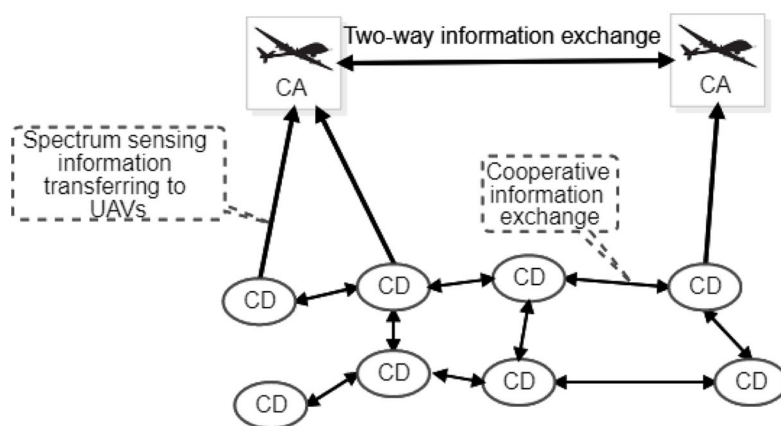 Two-way information exchange
CA
CA
Spectrum sensing
information
transferring to
UAVs
Cooperative
information
exchange
CD
CD
CD
CD
CD
CD
CD
CD